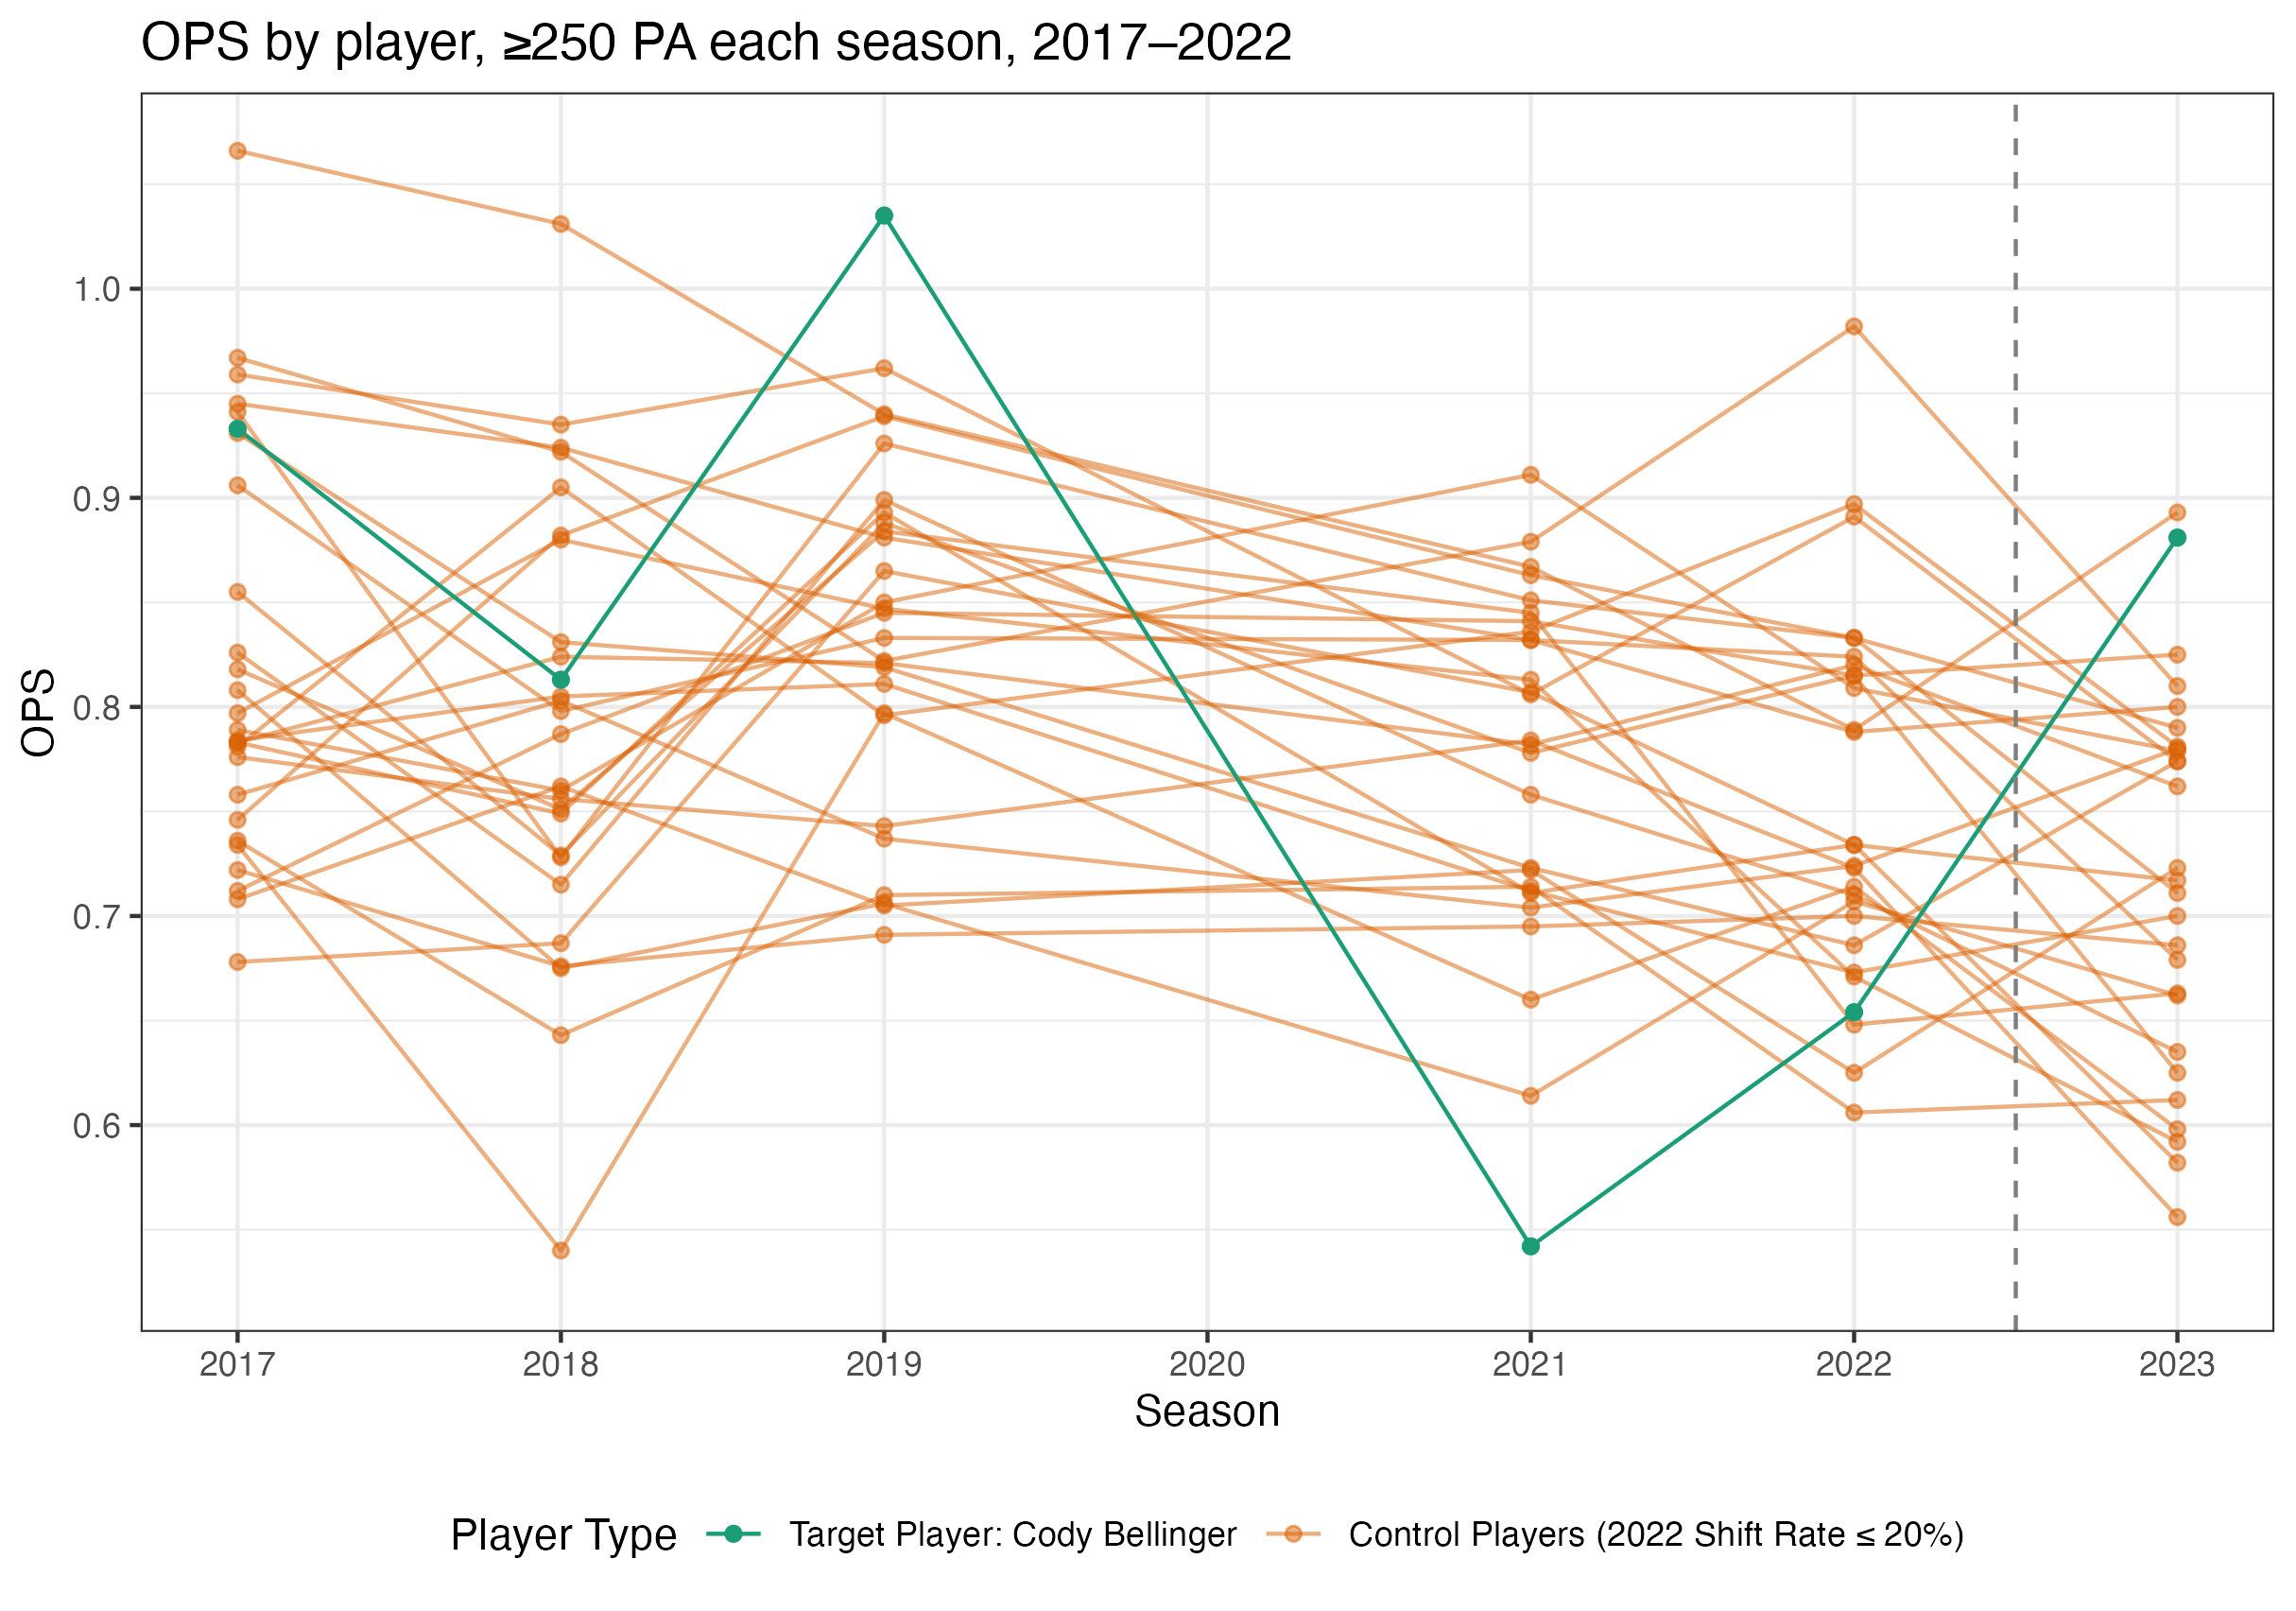 OPS by player, ≥250 PA each season, 2017–2022
OPS
1.0
0.9
0.8
0.7
0.6
2017 2018 2019 2020 2021 2022 2023
Season
Player Type Target Player: Cody Bellinger Control Players (2022 Shift Rate ≤ 20%)